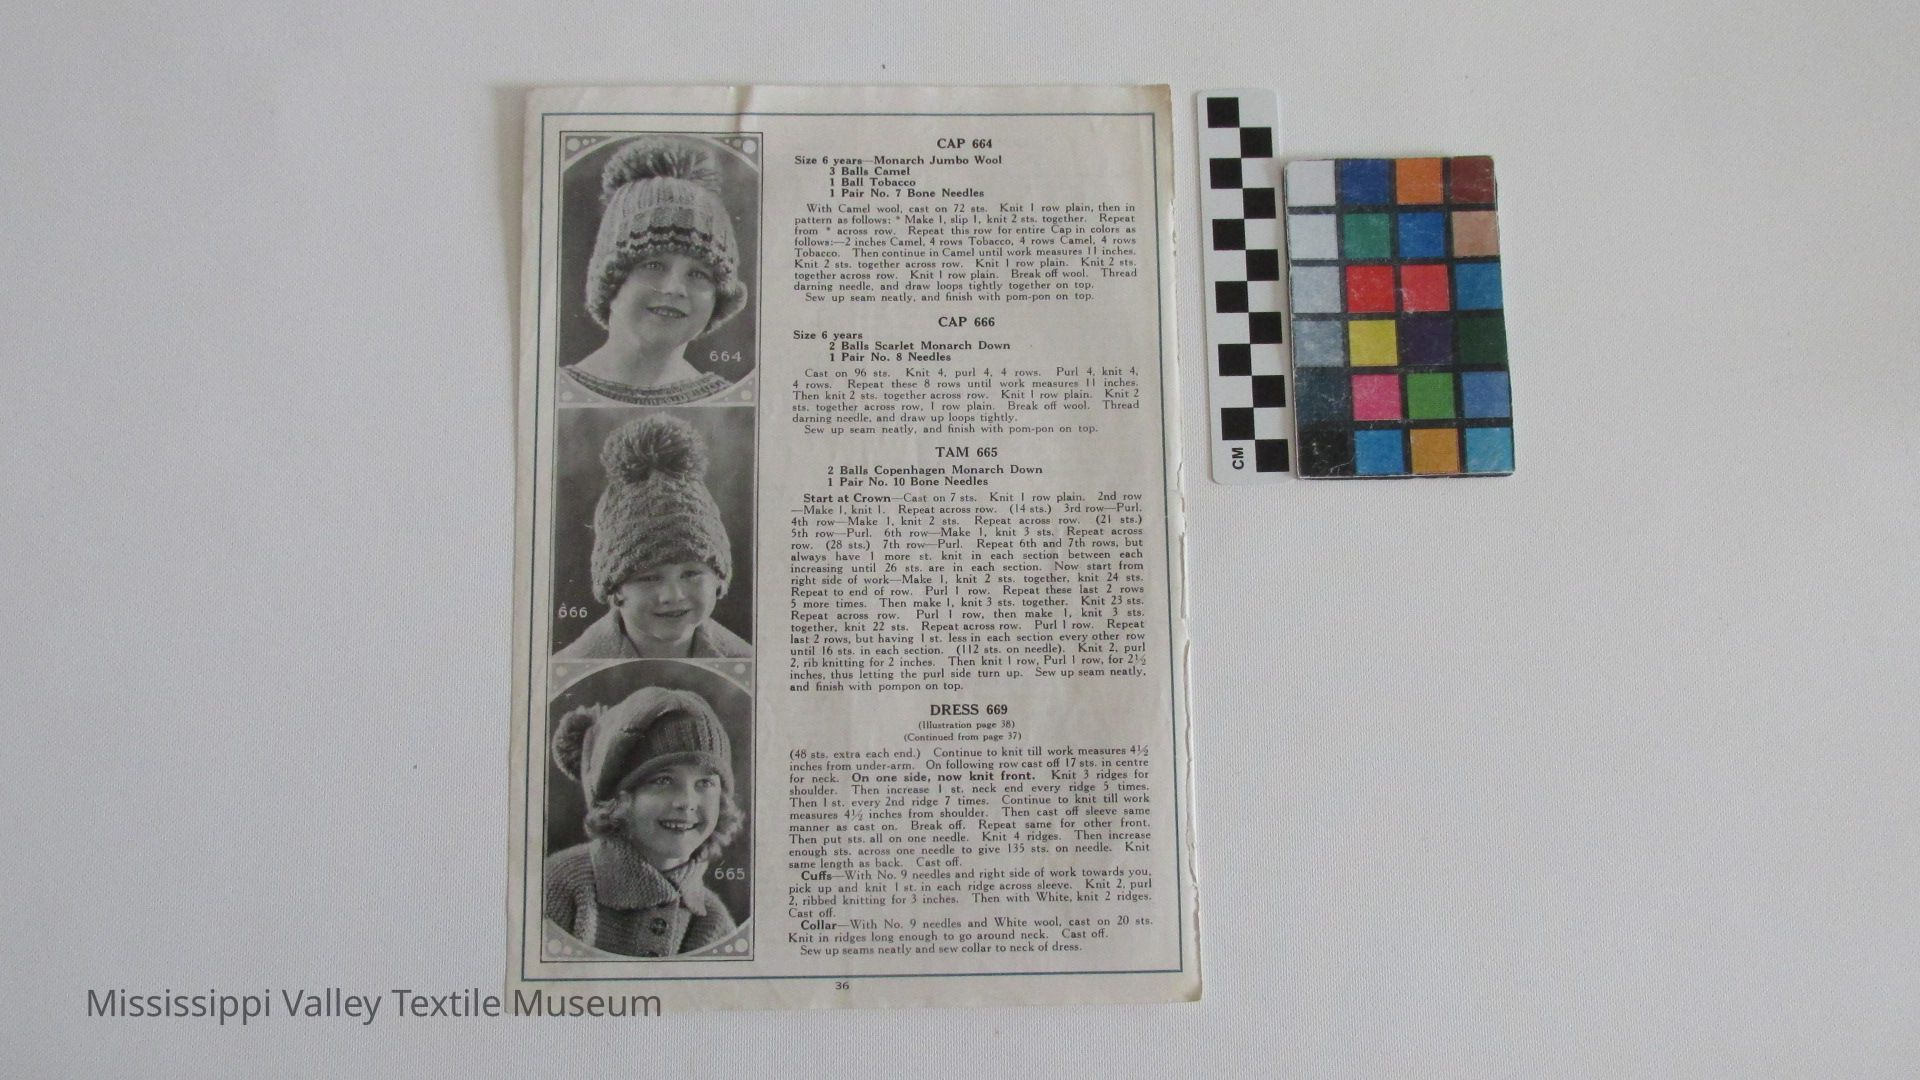 664
666
665
CAP 664
Size 6 years—Monarch Jumbo Wool
3 Balls Camel
1 Ball Tobacco
1 Pair No. 7 Bone Needles
With Camel wool, cast on 72 sts. Knit 1 row plain, then in
pattern as follows: * Make 1, slip 1, knit 2 sts. together. Repeat
from * across row. Repeat this row for entire Cap in colors as
follows:—2 inches Camel, 4 rows Tobacco, 4 rows Camel, 4 rows
Tobacco. Then continue in Camel until work measures 11 inches.
Knit 2 sts. together across row. Knit 1 row plain. Knit 2 sts.
together across row. Knit 1 row plain. Break off wool. Thread
darning needle, and draw loops tightly together on top.
Sew up seam neatly, and finish with pom-pon on top.
CAP 666
Size 6 years
2 Balls Scarlet Monarch Down
1 Pair No. 8 Needles
Cast on 96 sts. Knit 4, purl 4, 4 rows. Purl 4, knit 4,
4 rows. Repeat these 8 rows until work measures 11 inches.
Then knit 2 sts. together across row. Knit 1 row plain. Knit 2
sts. together across row, 1 row plain. Break off wool. Thread
darning needle, and draw up loops tightly.
Sew up seam neatly, and finish with pom-pon on top.
TAM 665
2 Balls Copenhagen Monarch Down
1 Pair No. 10 Bone Needles
Start at Crown—Cast on 7 sts. Knit 1 row plain. 2nd row
—Make 1, knit 1. Repeat across row. (14 sts.) 3rd row—Purl.
4th row—Make 1, knit 2 sts. Repeat across row. (21 sts.)
5th row—Purl. 6th row—Make 1, knit 3 sts. Repeat across
row. (28 sts.) 7th row—Purl. Repeat 6th and 7th rows, but
always have 1 more st. knit in each section between each
increasing until 26 sts. are in each section. Now start from
right side of work—Make 1, knit 2 sts. together, knit 24 sts.
Repeat to end of row. Purl 1 row. Repeat these last 2 rows
5 more times. Then make 1, knit 3 sts. together. Knit 23 sts.
Repeat across row. Purl 1 row, then make 1, knit 3 sts.
together, knit 22 sts. Repeat across row. Purl 1 row. Repeat
last 2 rows, but having 1 st. less in each section every other row
until 16 sts. in each section. (112 sts. on needle). Knit 2, purl
2, rib knitting for 2 inches. Then knit 1 row, Purl 1 row, for 2½
inches, thus letting the purl side turn up. Sew up seam neatly,
and finish with pompon on top.
DRESS 669
(Illustration page 38)
(Continued from page 37)
(48 sts. extra each end.) Continue to knit till work measures 4½
inches from under-arm. On following row cast off 17 sts. in centre
for neck. On one side, now knit front. Knit 3 ridges for
shoulder. Then increase 1 st. neck end every ridge 5 times.
Then 1 st. every 2nd ridge 7 times. Continue to knit till work
measures 4½ inches from shoulder. Then cast off sleeve same
manner as cast on. Break off. Repeat same for other front.
Then put sts. all on one needle. Knit 4 ridges. Then increase
enough sts. across one needle to give 135 sts. on needle. Knit
same length as back. Cast off.
Cuffs—With No. 9 needles and right side of work towards you,
pick up and knit 1 st. in each ridge across sleeve. Knit 2, purl
2, ribbed knitting for 3 inches. Then with White, knit 2 ridges.
Cast off.
Collar—With No. 9 needles and White wool, cast on 20 sts.
Knit in ridges long enough to go around neck. Cast off.
Sew up seams neatly and sew collar to neck of dress.
36
CM
Mississippi Valley Textile Museum